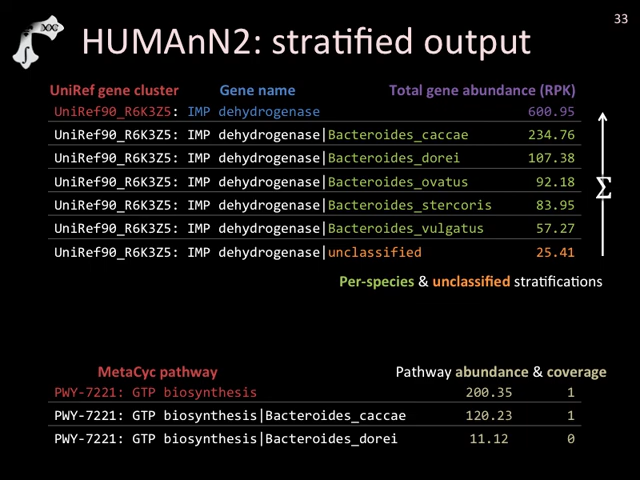 33
HUMAnN2: stratified output
UniRef gene cluster Gene name Total gene abundance (RPK)
UniRef90_R6K3Z5: IMP dehydrogenase 600.95
UniRef90_R6K3Z5: IMP dehydrogenase|Bacteroides_caccae 234.76
UniRef90_R6K3Z5: IMP dehydrogenase|Bacteroides_dorei 107.38
UniRef90_R6K3Z5: IMP dehydrogenase|Bacteroides_ovatus 92.18
UniRef90_R6K3Z5: IMP dehydrogenase|Bacteroides_stercoris 83.95
UniRef90_R6K3Z5: IMP dehydrogenase|Bacteroides_vulgatus 57.27
UniRef90_R6K3Z5: IMP dehydrogenase|unclassified 25.41
Σ
Per-species & unclassified stratifications
MetaCyc pathway Pathway abundance & coverage
PWY-7221: GTP biosynthesis 200.35 1
PWY-7221: GTP biosynthesis|Bacteroides_caccae 120.23 1
PWY-7221: GTP biosynthesis|Bacteroides_dorei 11.12 0